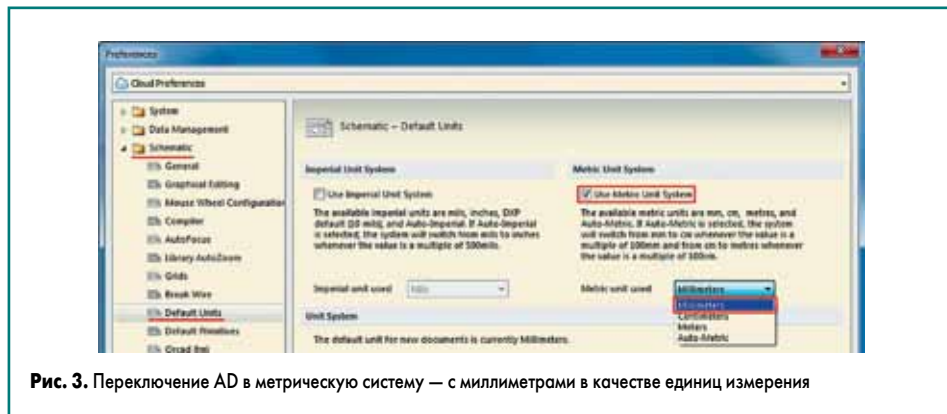 Preferences
Cloud Preferences
System
Data Management
Schematic
General
Graphical Editing
Mouse Wheel Configuration
Compiler
AutoFocus
Library AutoZoom
Grids
Break Wire
Default Units
Default Primitives
Orcad (tm)
Schematic – Default Units
Imperial Unit System
Use Imperial Unit System
The available imperial units are mils, inches, DXP
default (10 mils), and Auto-Imperial. If Auto-Imperial
is selected, the system will switch from mils to inches
whenever the value is a multiple of 500mils.
Imperial unit used
Mils
Metric Unit System
Use Metric Unit System
The available metric units are mm, cm, metres, and
Auto-Metric. If Auto-Metric is selected, the system
will switch from mm to cm whenever the value is a
multiple of 100mm and from cm to metres whenever
the value is a multiple of 100cm.
Metric unit used
Millimeters
Millimeters
Centimeters
Meters
Auto-Metric
Unit System
The default unit for new documents is currently Millimeters.
Рис. 3. Переключение AD в метрическую систему — с миллиметрами в качестве единиц измерения